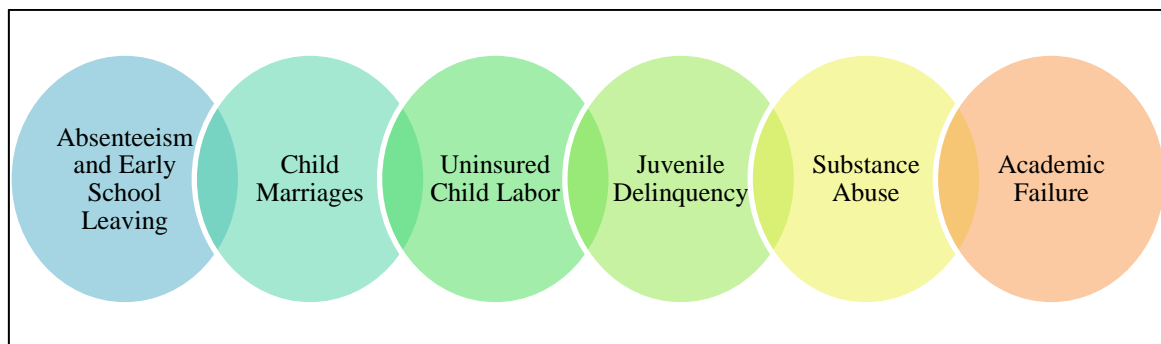 Absenteeism
and Early
School
Leaving
Child
Marriages
Uninsured
Child Labor
Juvenile
Delinquency
Substance
Abuse
Academic
Failure